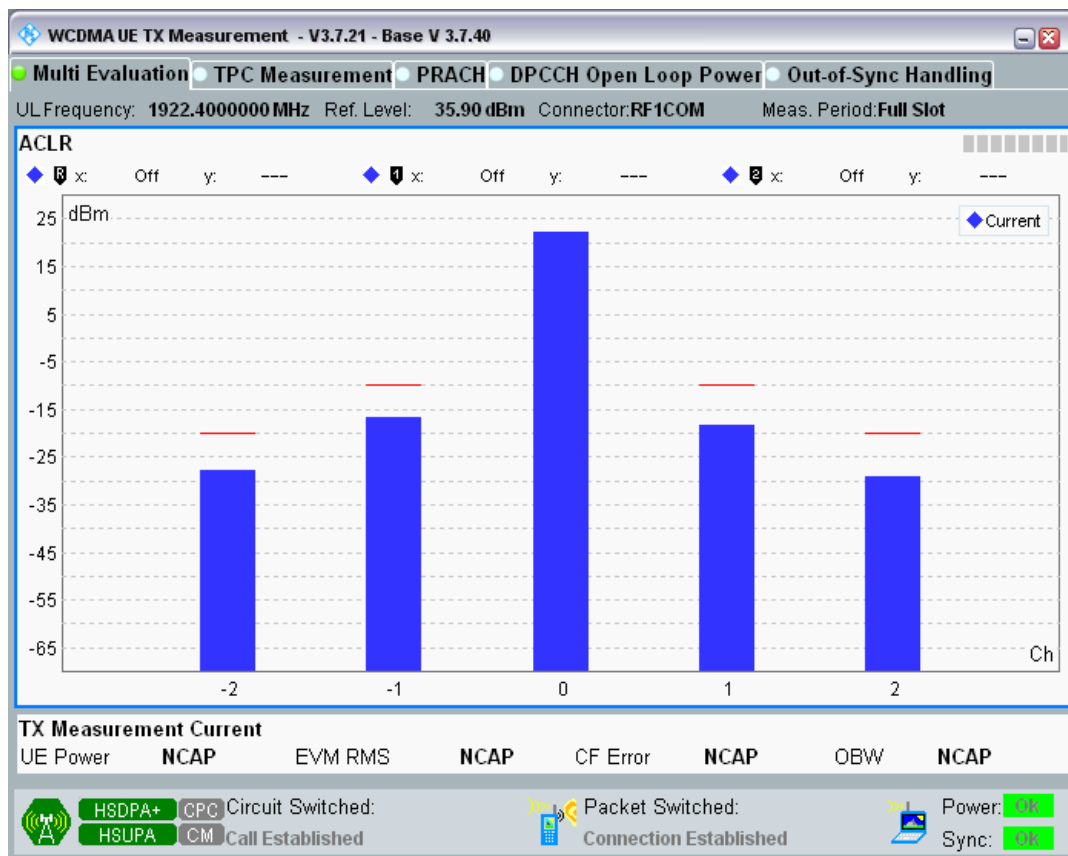 WCDMA UE TX Measurement - V3.7.21 - Base V 3.7.40
Multi Evaluation TPC Measurement PRACH DPCCH Open Loop Power Out-of-Sync Handling
UL Frequency: 1922.4000000 MHz Ref. Level: 35.90 dBm Connector:RF1COM Meas. Period:Full Slot
ACLR
R x: Off y: --- 1 x: Off y: --- 2 x: Off y: ---
dBm
Current
25
15
5
-5
-15
-25
-35
-45
-55
-65
Ch
-2 -1 0 1 2
TX Measurement Current
UE Power NCAP EVM RMS NCAP CF Error NCAP OBW NCAP
HSDPA+ CPC Circuit Switched: Packet Switched: Power: OK
HSUPA CM Call Established Connection Established Sync: OK